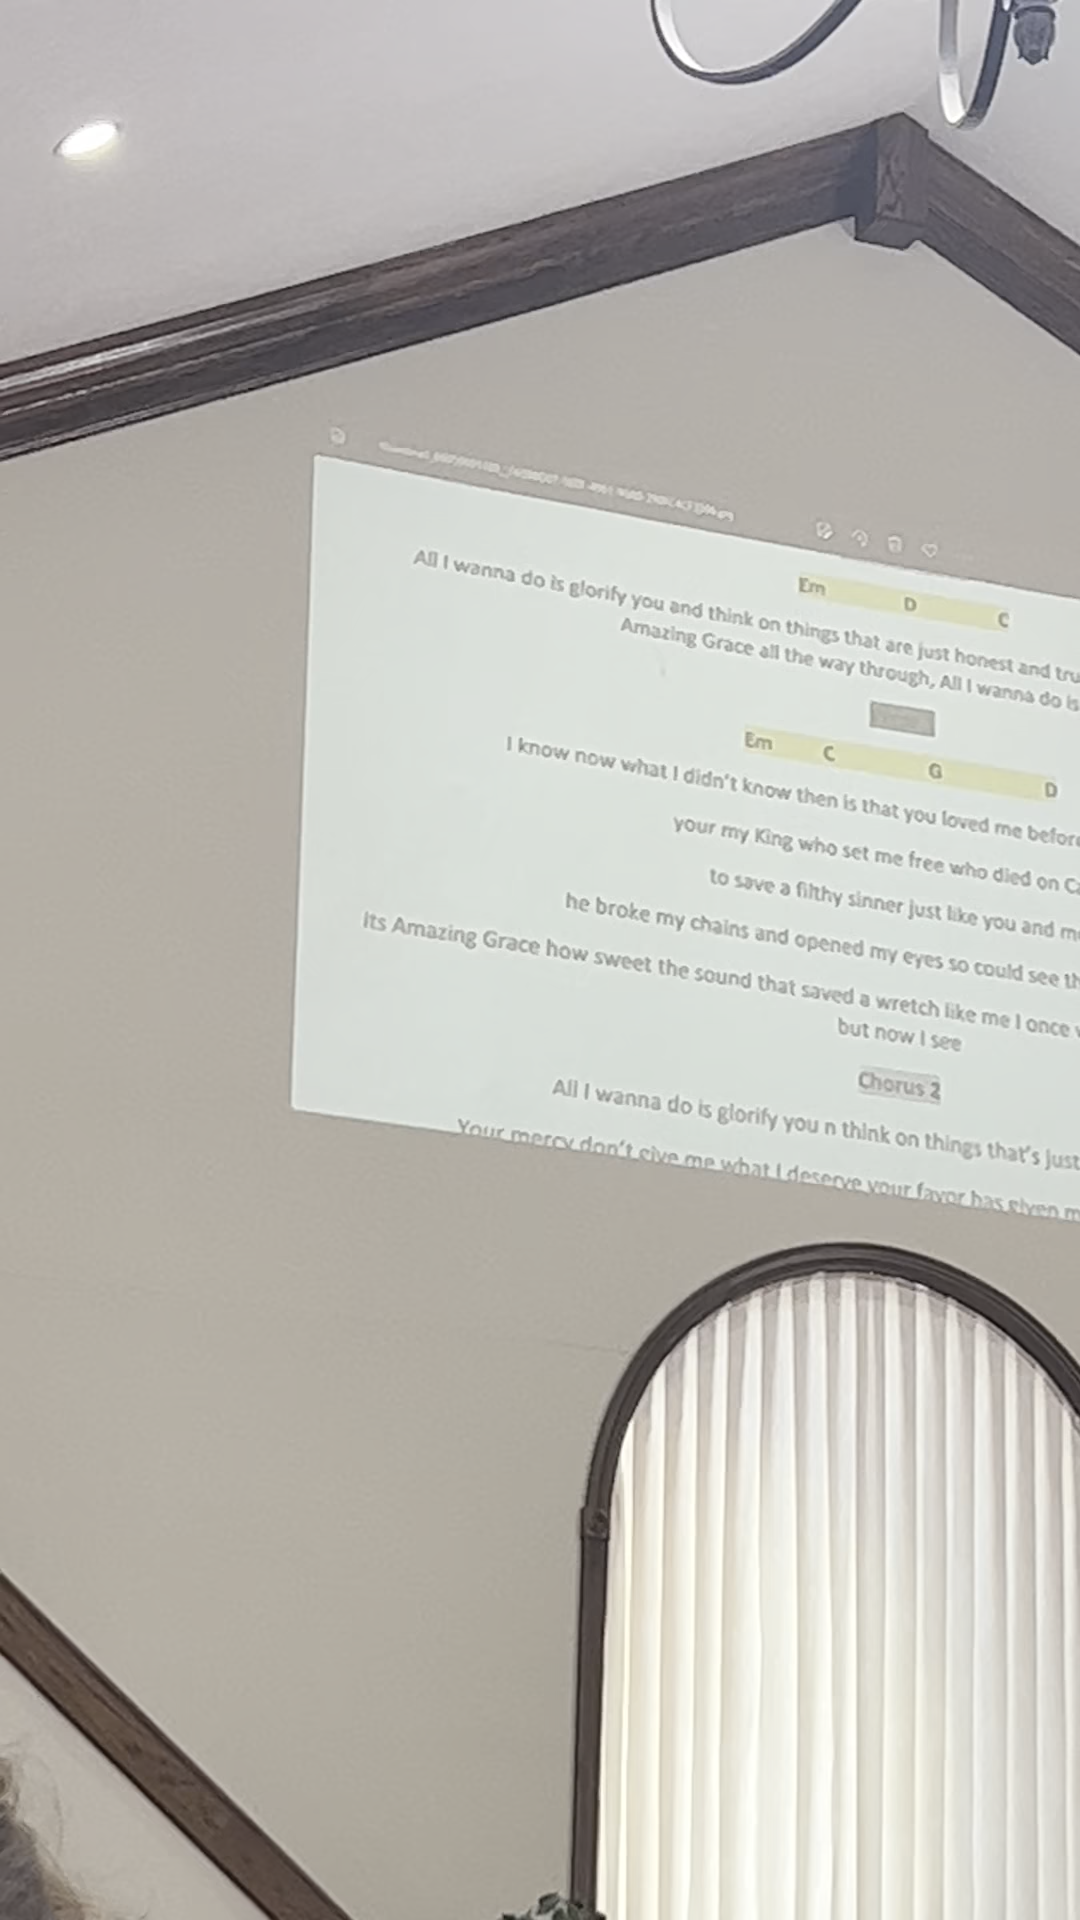 Em D C
All I wanna do is glorify you and think on things that are just honest and tru
Amazing Grace all the way through, All I wanna do is
Em C G D
I know now what I didn't know then is that you loved me before
your my King who set me free who died on Ca
to save a filthy sinner just like you and m
he broke my chains and opened my eyes so could see th
its Amazing Grace how sweet the sound that saved a wretch like me I once
but now I see
Chorus 2
All I wanna do is glorify you n think on things that's just
Your mercy don't give me what I deserve your favor has given m